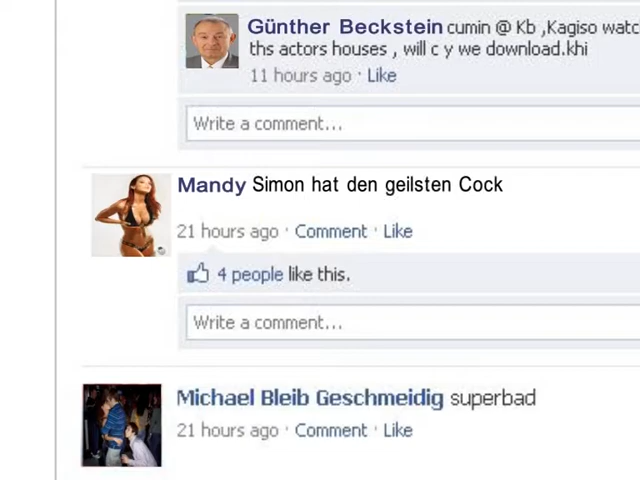 Günther Beckstein cumin @ Kb ,Kagiso watc
ths actors houses , will c y we download.khi
11 hours ago · Like
Write a comment...
Mandy Simon hat den geilsten Cock
21 hours ago · Comment · Like
4 people like this.
Write a comment...
Michael Bleib Geschmeidig superbad
21 hours ago · Comment · Like